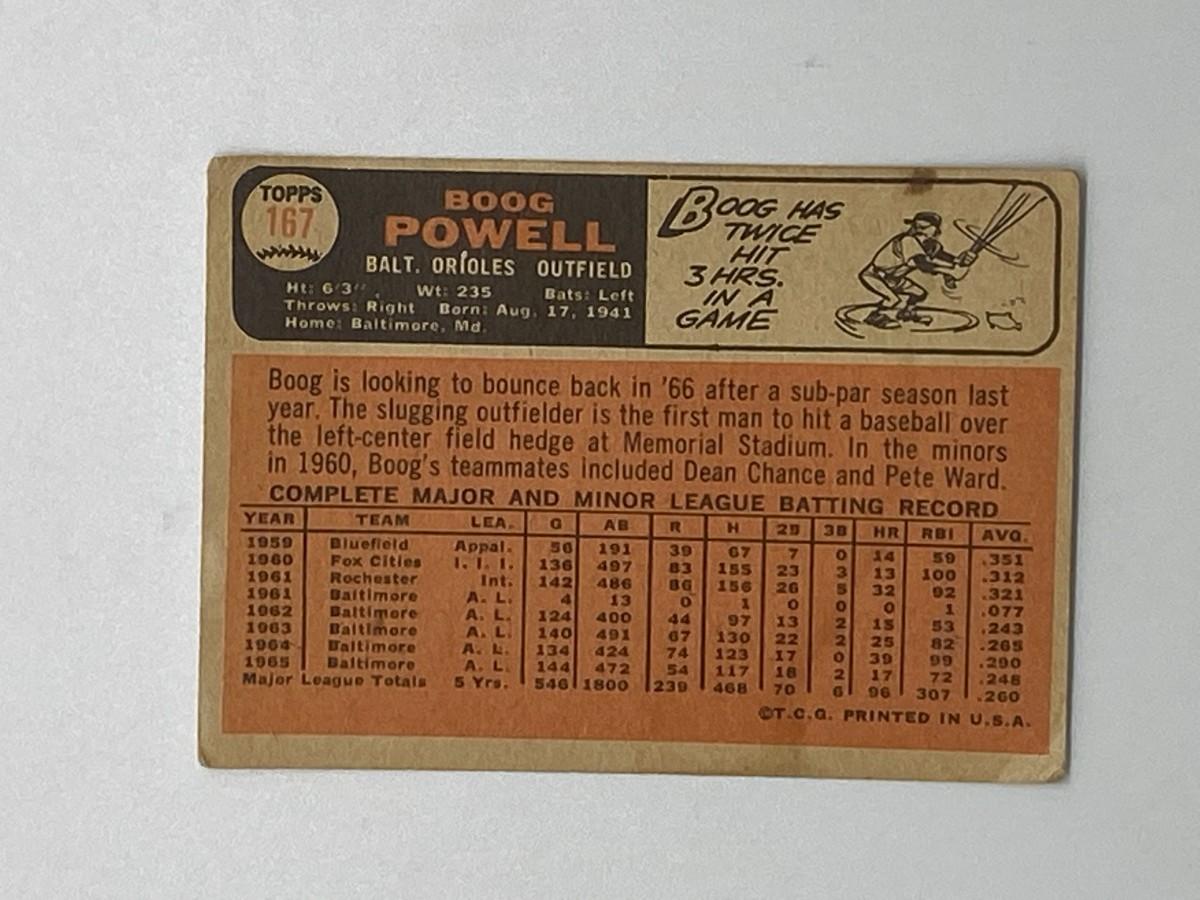 TOPPS
167
BOOG
POWELL
BALT. ORIOLES OUTFIELD
Ht: 6'3". Wt: 235 Bats: Left
Throws: Right Born: Aug. 17, 1941
Home: Baltimore, Md.
BOOG HAS
TWICE
HIT
3 HRS.
IN A
GAME
Boog is looking to bounce back in '66 after a sub-par season last
year. The slugging outfielder is the first man to hit a baseball over
the left-center field hedge at Memorial Stadium. In the minors
in 1960, Boog's teammates included Dean Chance and Pete Ward.
COMPLETE MAJOR AND MINOR LEAGUE BATTING RECORD
YEAR TEAM LEA. G AB R H 2B 3B HR RBI AVG.
1959 Bluefield Appal. 56 191 39 67 7 0 14 59 .351
1960 Fox Cities I. I. I. 136 497 83 155 23 3 13 100 .312
1961 Rochester Int. 142 486 86 156 26 5 32 92 .321
1961 Baltimore A. L. 4 13 0 1 0 0 0 1 .077
1962 Baltimore A. L. 124 400 44 97 13 2 15 53 .243
1963 Baltimore A. L. 140 491 67 130 22 2 25 82 .265
1964 Baltimore A. L. 134 424 74 123 17 0 39 99 .290
1965 Baltimore A. L. 144 472 54 117 18 2 17 72 .248
Major League Totals 5 Yrs. 546 1800 239 468 70 6 96 307 .260
©T.C.G. PRINTED IN U.S.A.